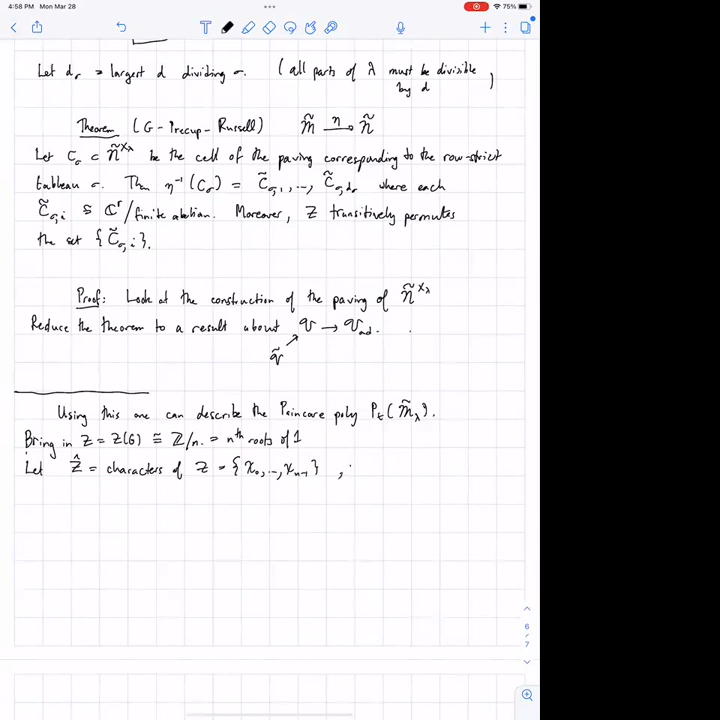 4:58 PM Mon Mar 28
75%
Let d_σ = largest d dividing σ. (all parts of λ must be divisible by d)
Theorem (G-Precup-Russell) M̃ —η→ Ñ
Let C_σ ⊂ Ñ^{X_λ} be the cell of the paving corresponding to the row-strict
tableau σ. Then η⁻¹(C_σ) = C̃_{σ,1}, ..., C̃_{σ,d_σ} where each
C̃_{σ,i} ≅ ℂ^r/finite abelian. Moreover, Z transitively permutes
the set {C̃_{σ,i}}.
Proof: Look at the construction of the paving of Ñ^{X_λ}
Reduce the theorem to a result about 𝒱 → 𝒱_ad.
𝒱̃ ↗
Using this one can describe the Poincare poly P_t(M̃_λ).
Bring in Z = Z(G) ≅ ℤ/n. = nth roots of 1
Let Ẑ = characters of Z = {χ_0, ..., χ_{n-1}} ,
6
/
7